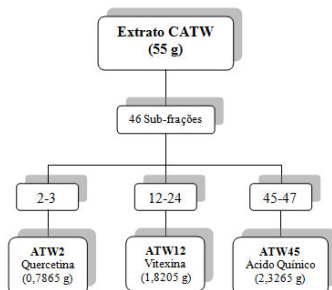 Extrato CATW
(55 g)
46 Sub-frações
2-3
12-24
45-47
ATW2
Quercetina
(0,7865 g)
ATW12
Vitexina
(1,8205 g)
ATW45
Ácido Quínico
(2,3265 g)